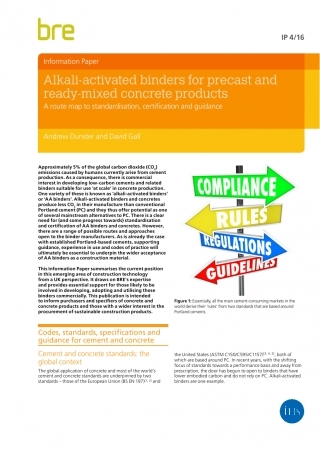 bre
IP 4/16
Information Paper
Alkali-activated binders for precast and
ready-mixed concrete products
A route map to standardisation, certification and guidance
Andrew Dunster and David Goll
Approximately 5% of the global carbon dioxide (CO2)
emissions caused by humans currently arise from cement
production. As a consequence, there is commercial
interest in developing low-carbon cements and related
binders suitable for use 'at scale' in concrete production.
One variety of these is known as 'alkali-activated binders'
or 'AA binders'. Alkali-activated binders and concretes
produce less CO2 in their manufacture than conventional
Portland cement (PC) and they thus offer potential as one
of several mainstream alternatives to PC. There is a clear
need for (and some progress towards) standardisation
and certification of AA binders and concretes. However,
there are a range of possible routes and approaches
open to the binder manufacturers. As is already the case
with established Portland-based cements, supporting
guidance, experience in use and codes of practice will
ultimately be essential to underpin the wider acceptance
of AA binders as a construction material.
This Information Paper summarises the current position
in this emerging area of construction technology
from a UK perspective. It draws on BRE's expertise
and provides essential support for those likely to be
involved in developing, adopting and utilising these
binders commercially. This publication is intended
to inform purchasers and specifiers of concrete and
concrete products and those with a wider interest in the
procurement of sustainable construction products.
COMPLIANCE
RULES
REGULATIONS
GUIDELINES
Figure 1: Essentially, all the main cement-consuming markets in the
world derive their 'rules' from two standards that are based around
Portland cements.
Codes, standards, specifications and
guidance for cement and concrete
Cement and concrete standards: the
global context
The global application of concrete and most of the world's
cement and concrete standards are underpinned by two
standards – those of the European Union (BS EN 197) and
the United States (ASTM C150/C595/C1157), both of
which are based around PC. In recent years, with the shifting
focus of standards towards a performance basis and away from
prescription, the door has begun to open to binders that have
lower embodied carbon and do not rely on PC. Alkali-activated
binders are one example.
ihs